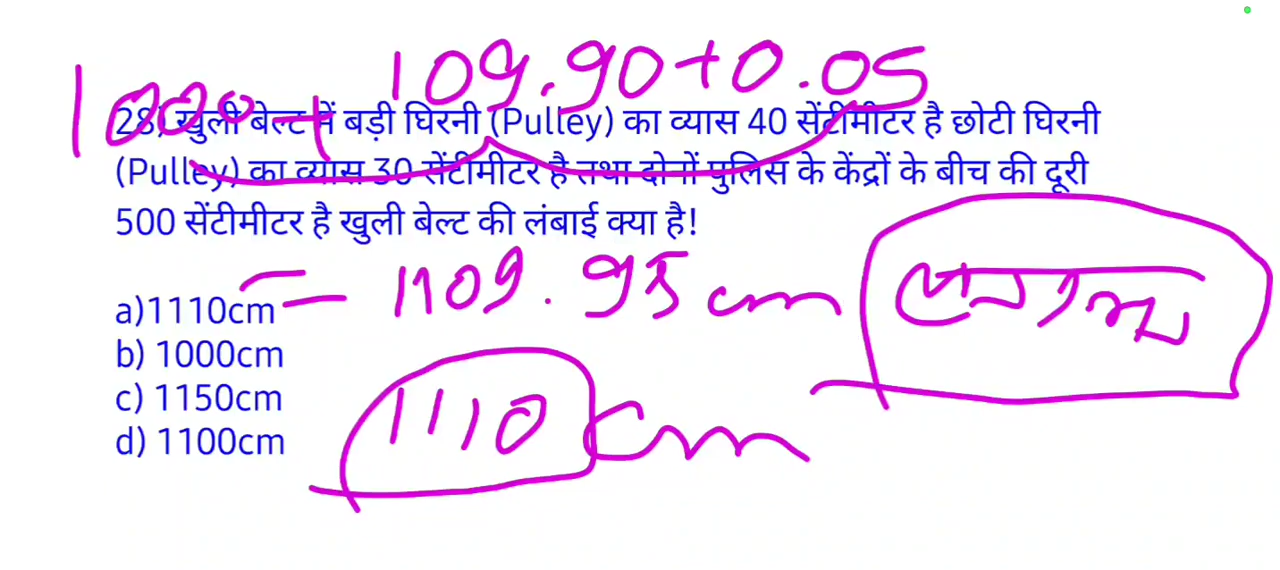 1000 + 109.90+0.05
28) खुली बेल्ट में बड़ी घिरनी (Pulley) का व्यास 40 सेंटीमीटर है छोटी घिरनी
(Pulley) का व्यास 30 सेंटीमीटर है तथा दोनों पुलिस के केंद्रों के बीच की दूरी
500 सेंटीमीटर है खुली बेल्ट की लंबाई क्या है!
= 1109.95 cm
a)1110cm
b) 1000cm
c) 1150cm
1110 cm
d) 1100cm